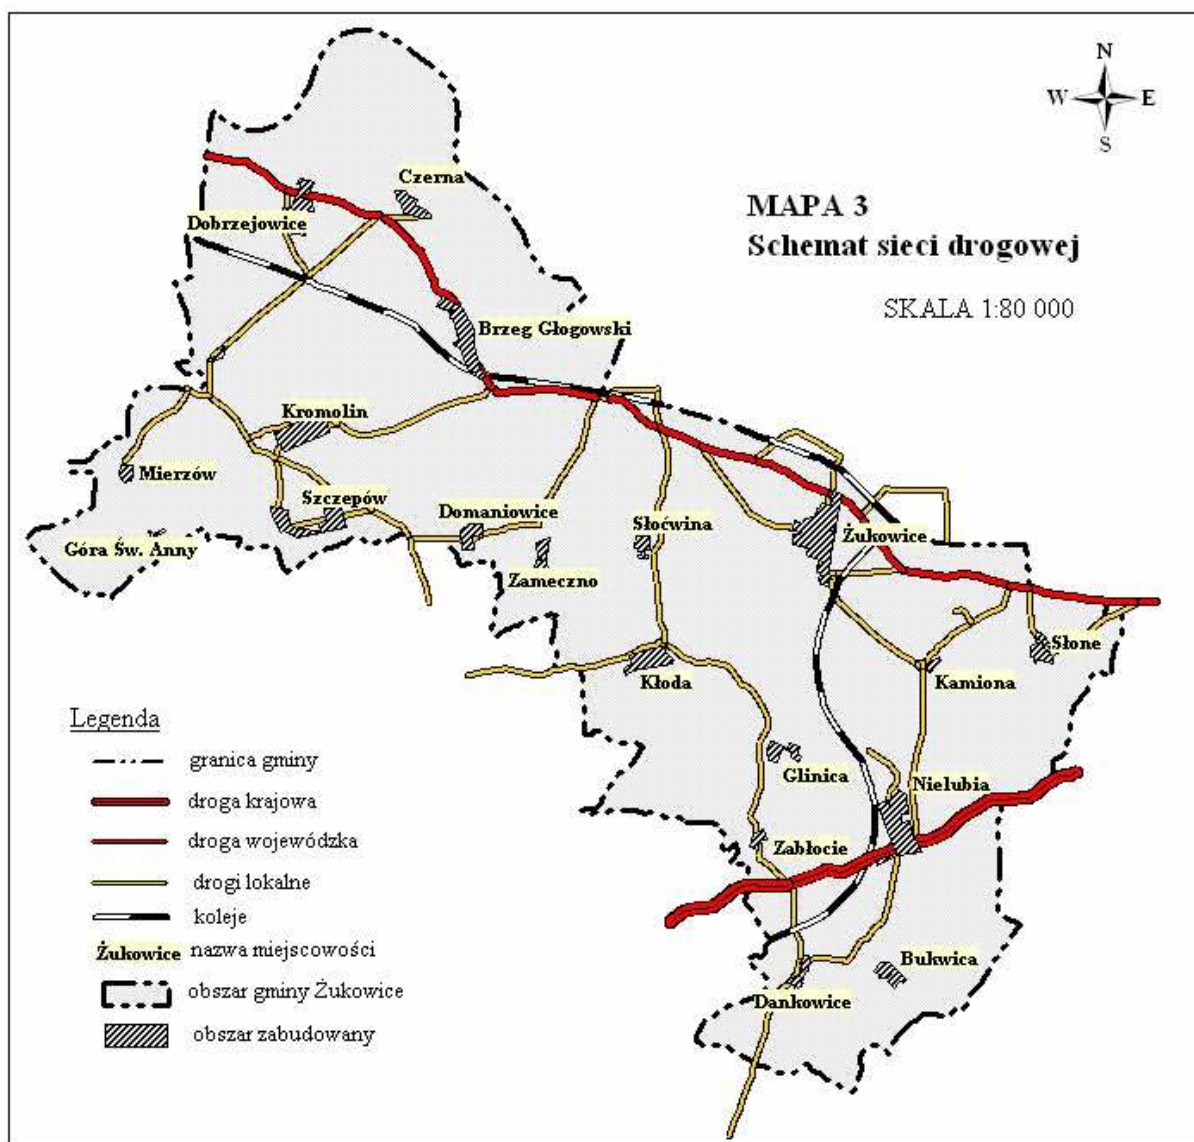 N
W E
S
MAPA 3
Schemat sieci drogowej
SKALA 1:80 000
Czerna
Dobrzejowice
Brzeg Głogowski
Kromolin
Mierzów
Szczepów
Domaniowice
Słoćwina
Żukowice
Góra Św. Anny
Zameczno
Słone
Kłoda
Kamiona
Glinica
Nielubia
Zabłocie
Bukwica
Dankowice
Legenda
granica gminy
droga krajowa
droga wojewódzka
drogi lokalne
koleje
Żukowice nazwa miejscowości
obszar gminy Żukowice
obszar zabudowany